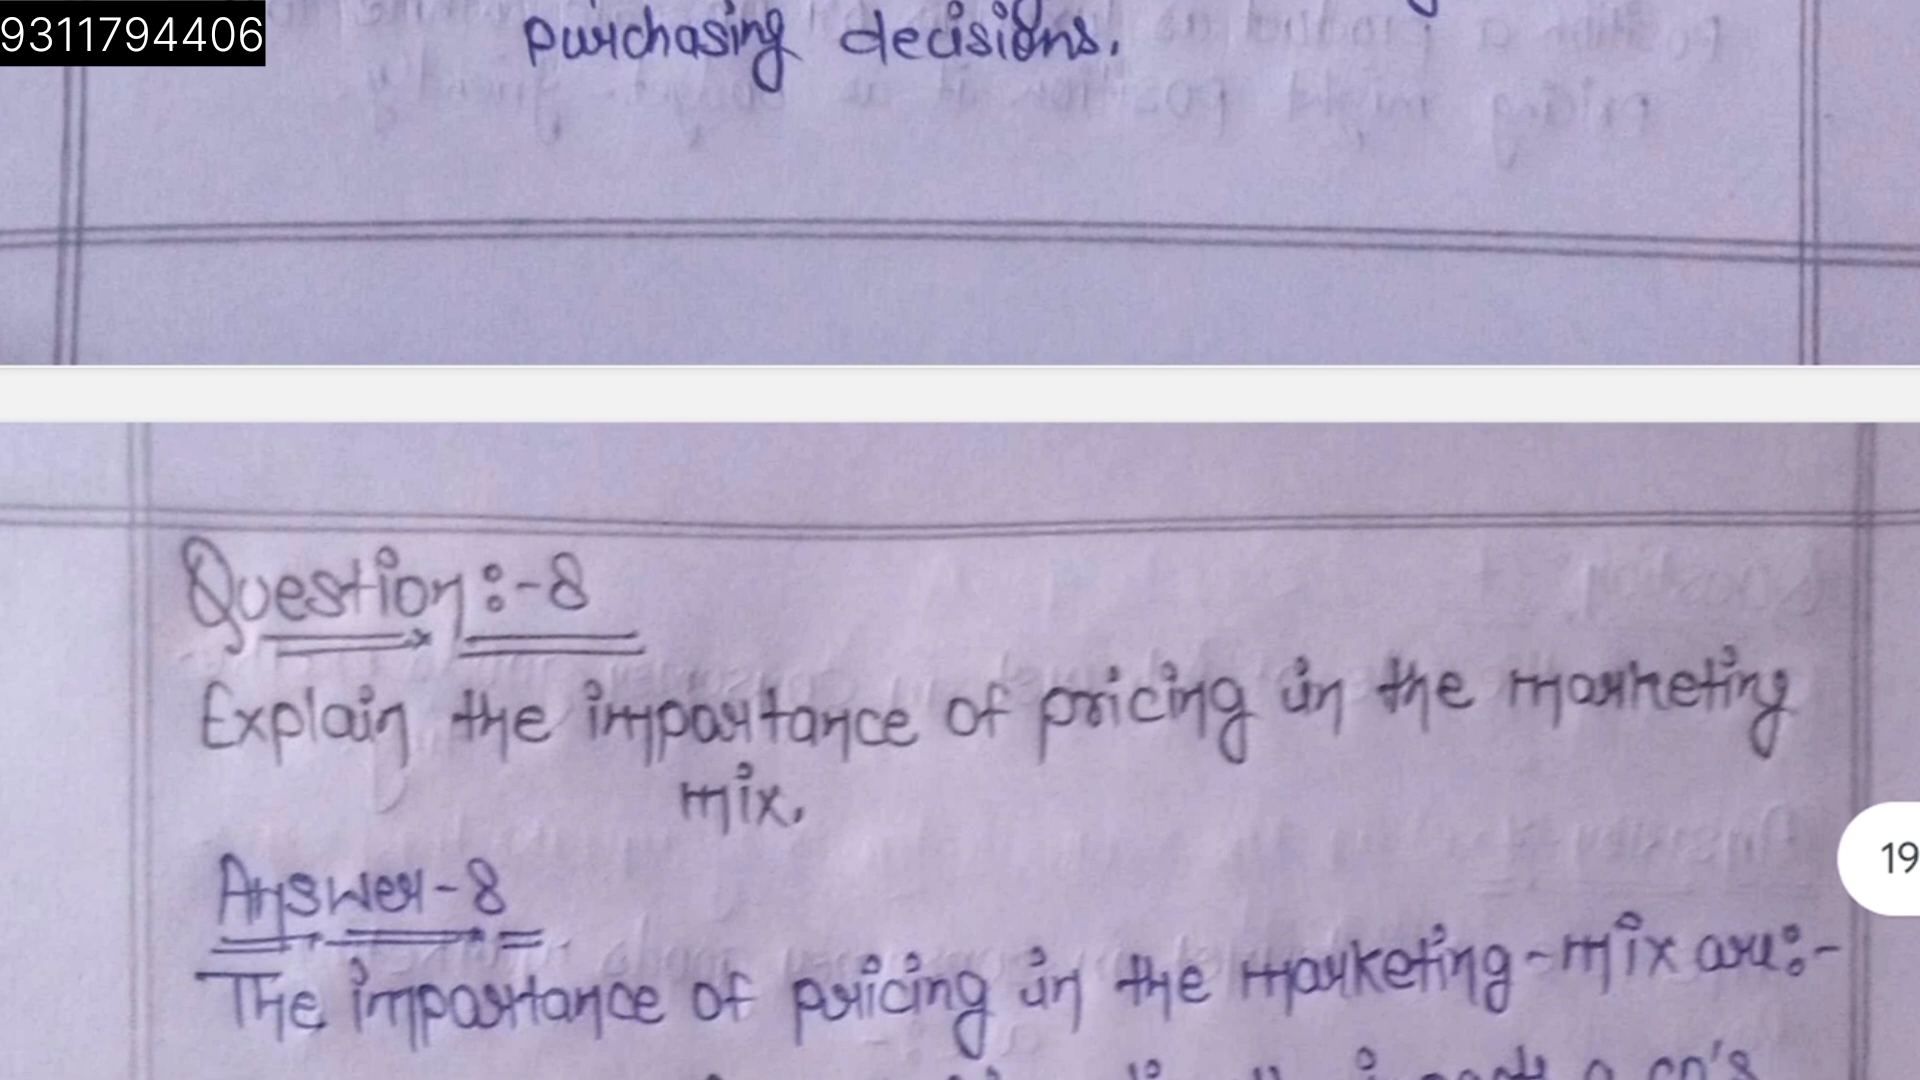 9311794406
purchasing decisions.
Question:-8
Explain the importance of pricing in the marketing
mix.
Answer-8
19
The importance of pricing in the marketing-mix are:-